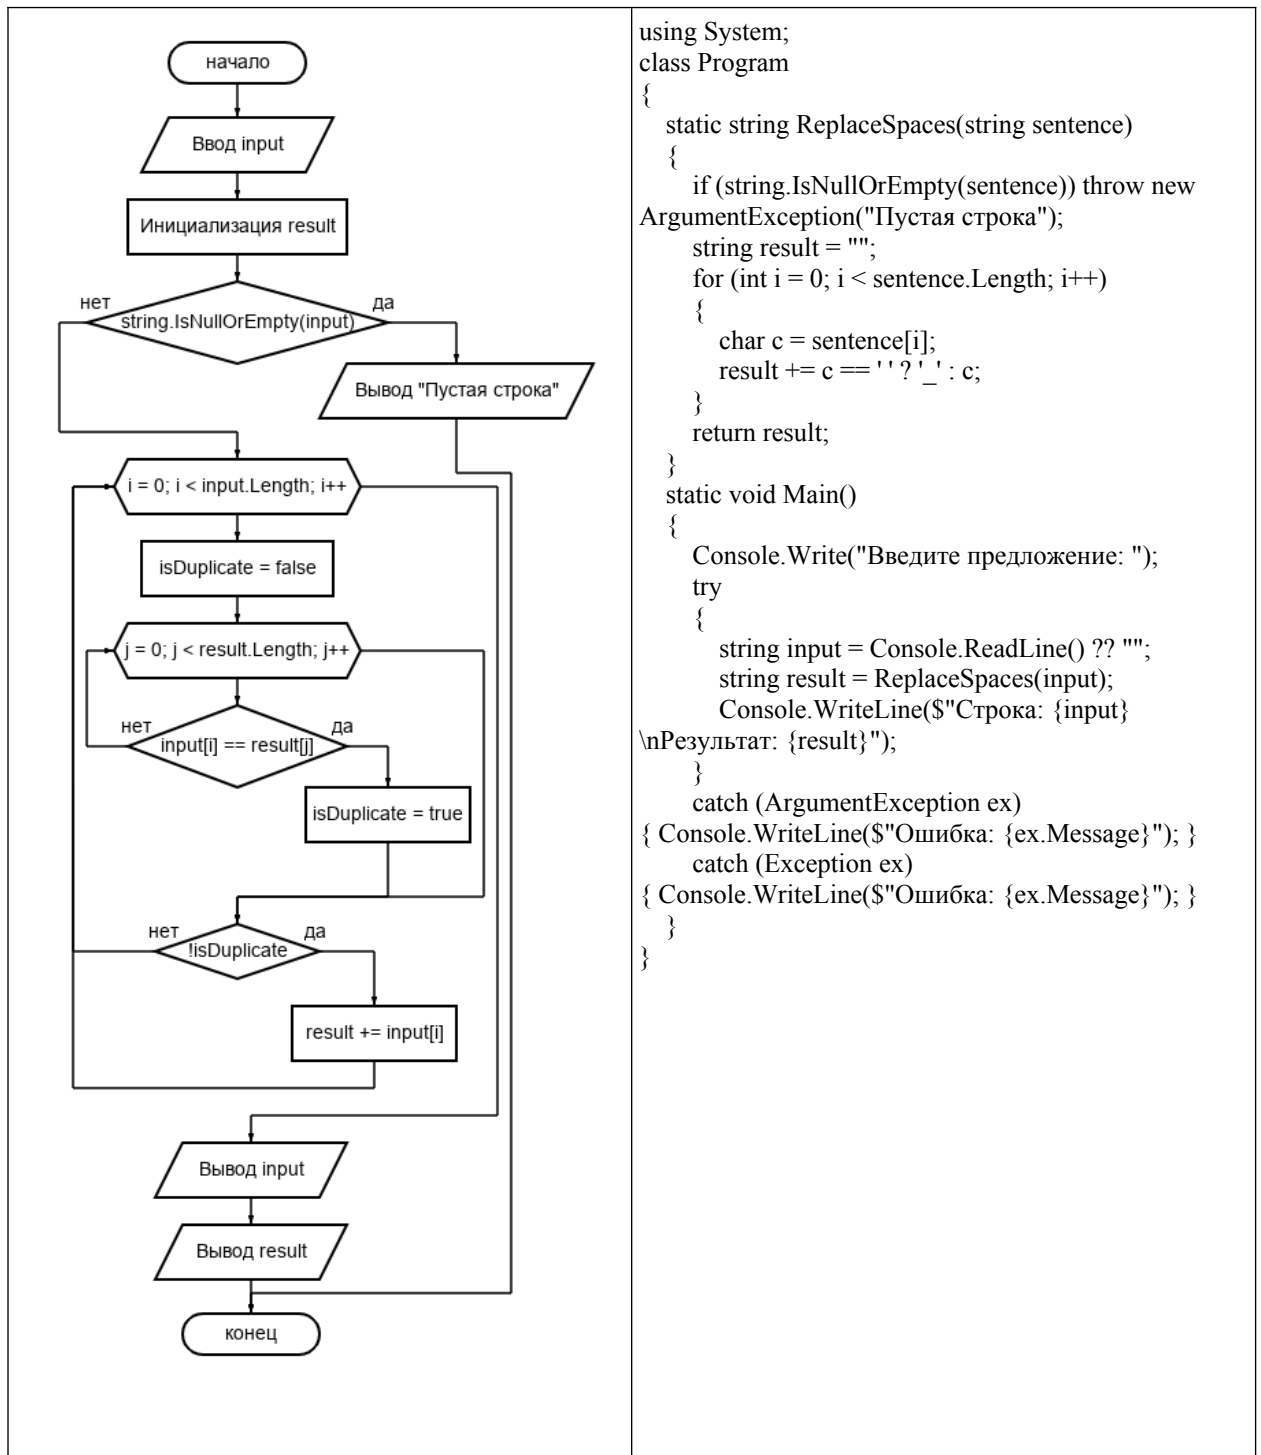 начало
Ввод input
Инициализация result
нет
да
string.IsNullOrEmpty(input)
Вывод "Пустая строка"
i = 0; i < input.Length; i++
isDuplicate = false
j = 0; j < result.Length; j++
нет
да
input[i] == result[j]
isDuplicate = true
нет
да
!isDuplicate
result += input[i]
Вывод input
Вывод result
конец
using System;
class Program
{
static string ReplaceSpaces(string sentence)
{
if (string.IsNullOrEmpty(sentence)) throw new
ArgumentException("Пустая строка");
string result = "";
for (int i = 0; i < sentence.Length; i++)
{
char c = sentence[i];
result += c == ' ' ? '_' : c;
}
return result;
}
static void Main()
{
Console.Write("Введите предложение: ");
try
{
string input = Console.ReadLine() ?? "";
string result = ReplaceSpaces(input);
Console.WriteLine($"Строка: {input}
\nРезультат: {result}");
}
catch (ArgumentException ex)
{ Console.WriteLine($"Ошибка: {ex.Message}"); }
catch (Exception ex)
{ Console.WriteLine($"Ошибка: {ex.Message}"); }
}
}